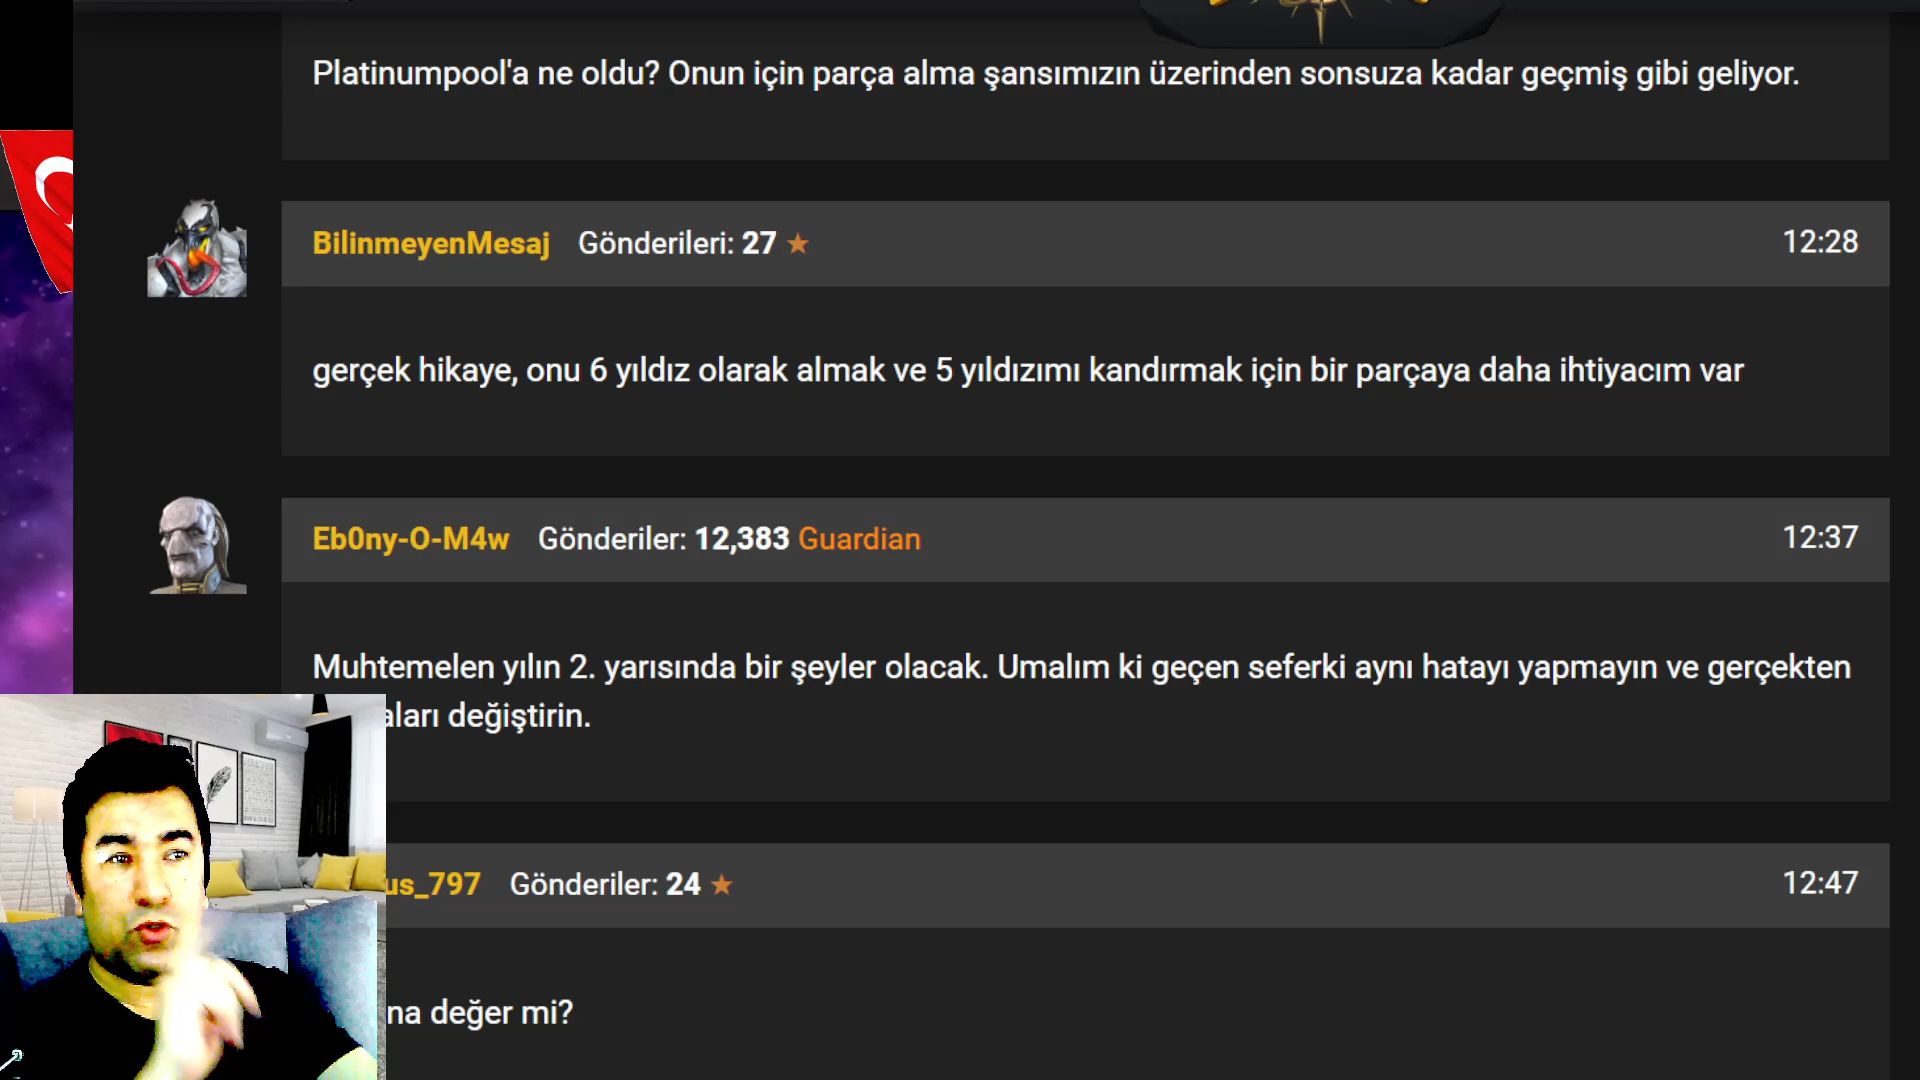 Platinumpool'a ne oldu? Onun için parça alma şansımızın üzerinden sonsuza kadar geçmiş gibi geliyor.
BilinmeyenMesaj Gönderileri: 27 ★ 12:28
gerçek hikaye, onu 6 yıldız olarak almak ve 5 yıldızımı kandırmak için bir parçaya daha ihtiyacım var
Eb0ny-O-M4w Gönderiler: 12,383 Guardian 12:37
Muhtemelen yılın 2. yarısında bir şeyler olacak. Umalım ki geçen seferki aynı hatayı yapmayın ve gerçekten
aları değiştirin.
us_797 Gönderiler: 24 ★ 12:47
na değer mi?